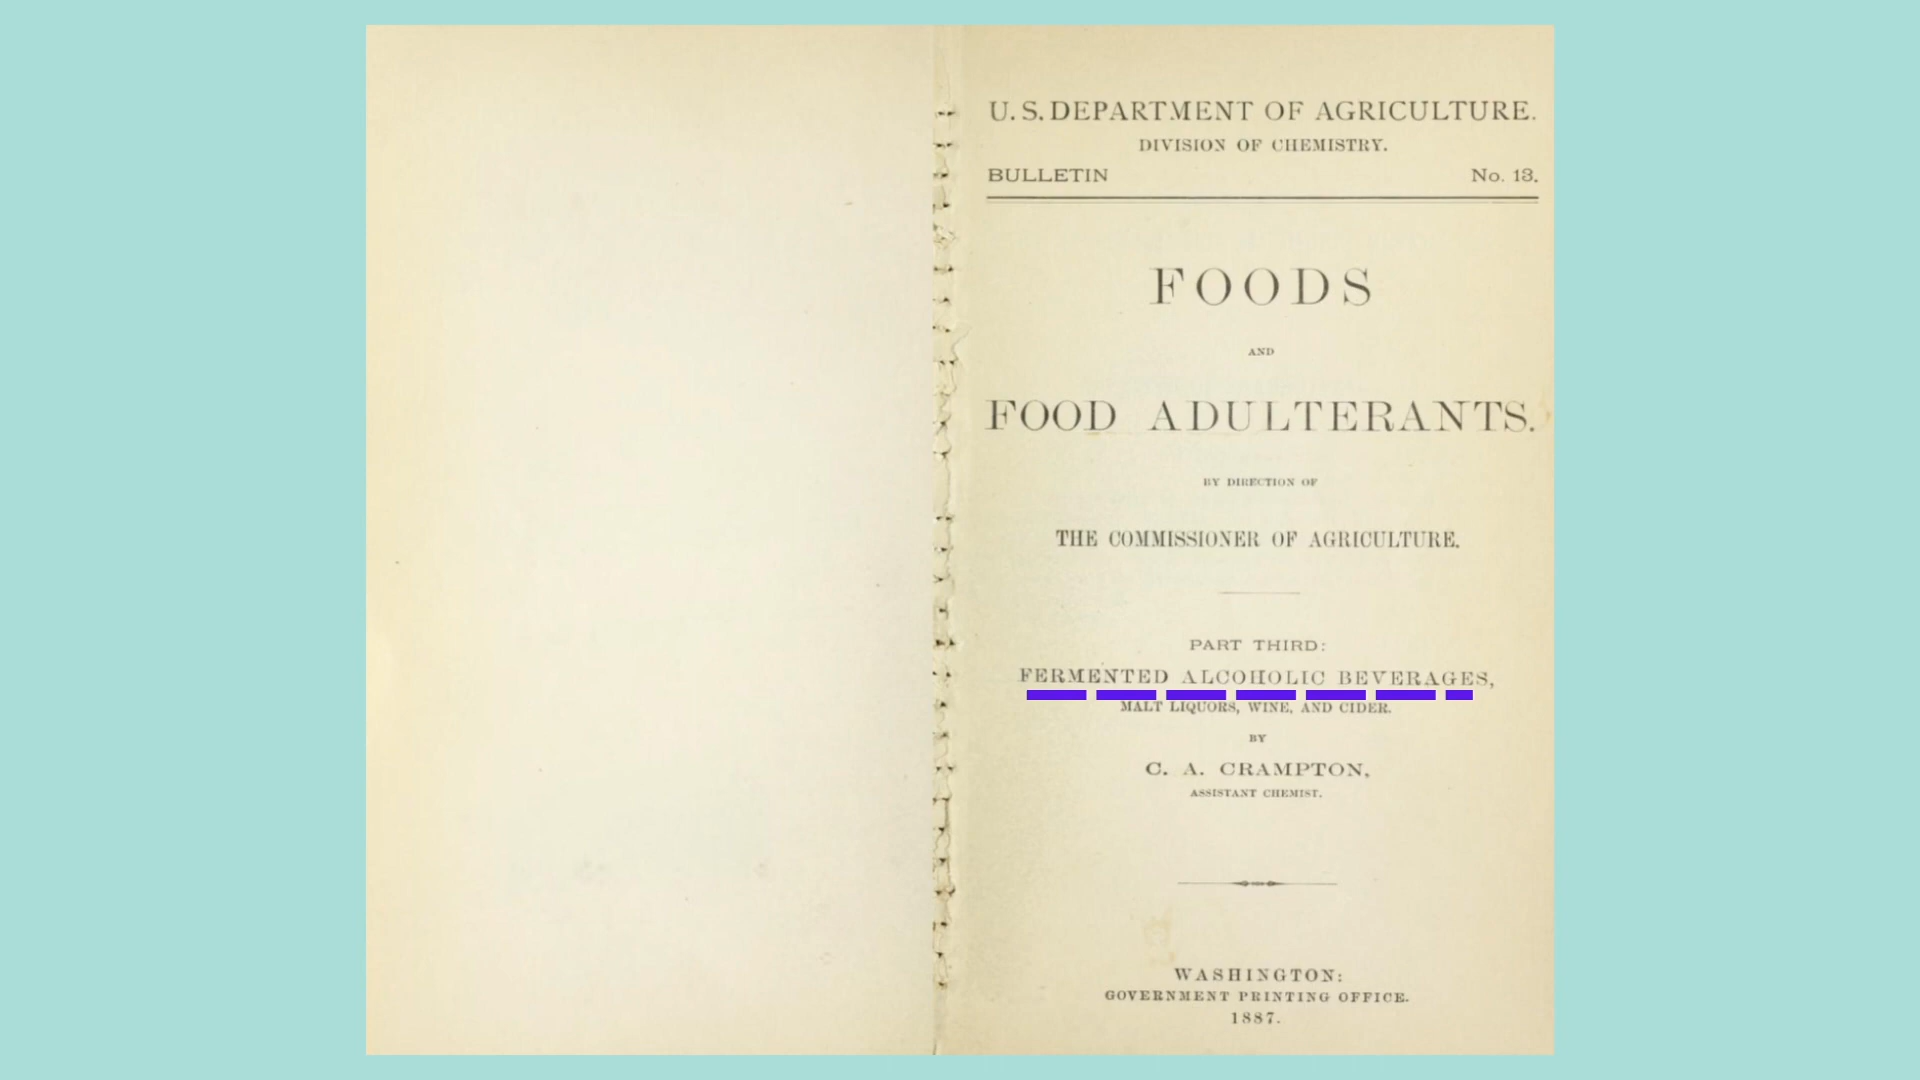 U. S. DEPARTMENT OF AGRICULTURE.
DIVISION OF CHEMISTRY.
BULLETIN No. 13.
FOODS
AND
FOOD ADULTERANTS.
BY DIRECTION OF
THE COMMISSIONER OF AGRICULTURE.
PART THIRD:
FERMENTED ALCOHOLIC BEVERAGES,
MALT LIQUORS, WINE, AND CIDER.
BY
C. A. CRAMPTON,
ASSISTANT CHEMIST.
WASHINGTON:
GOVERNMENT PRINTING OFFICE.
1887.